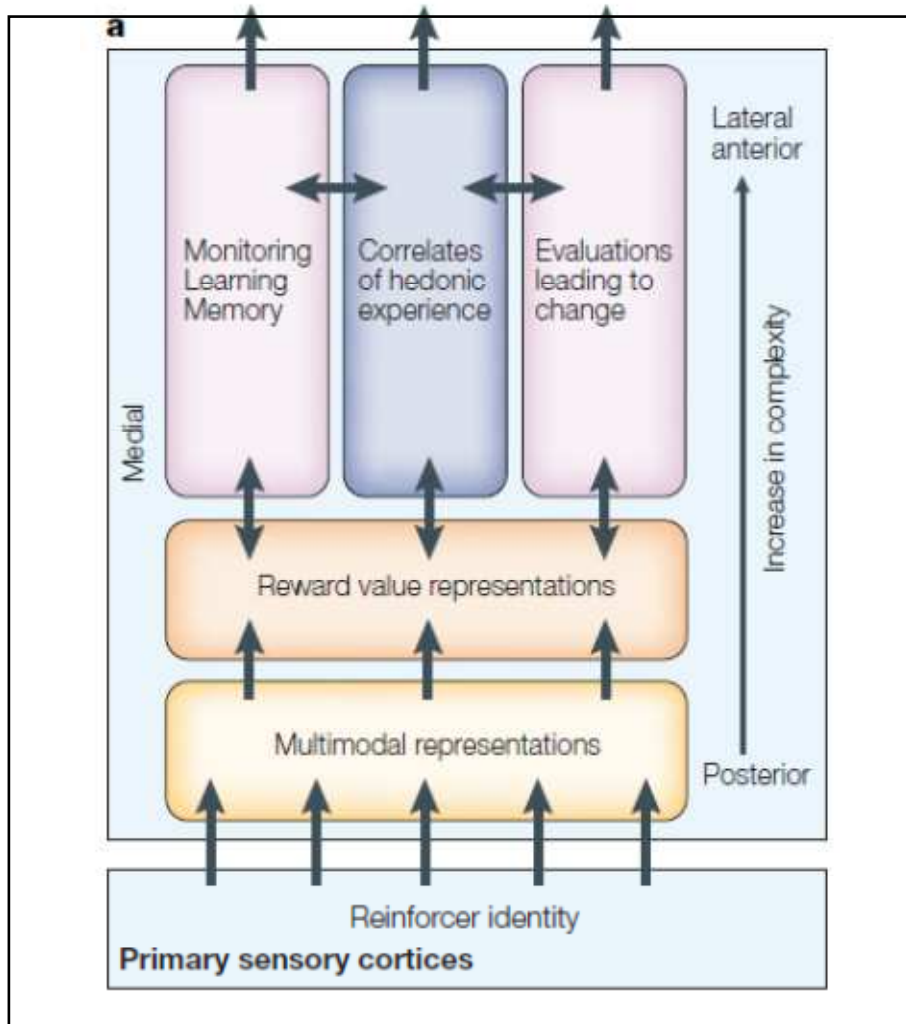 a
Monitoring
Learning
Memory
Correlates
of hedonic
experience
Evaluations
leading to
change
Lateral
anterior
Medial
Increase in complexity
Reward value representations
Multimodal representations
Posterior
Reinforcer identity
Primary sensory cortices